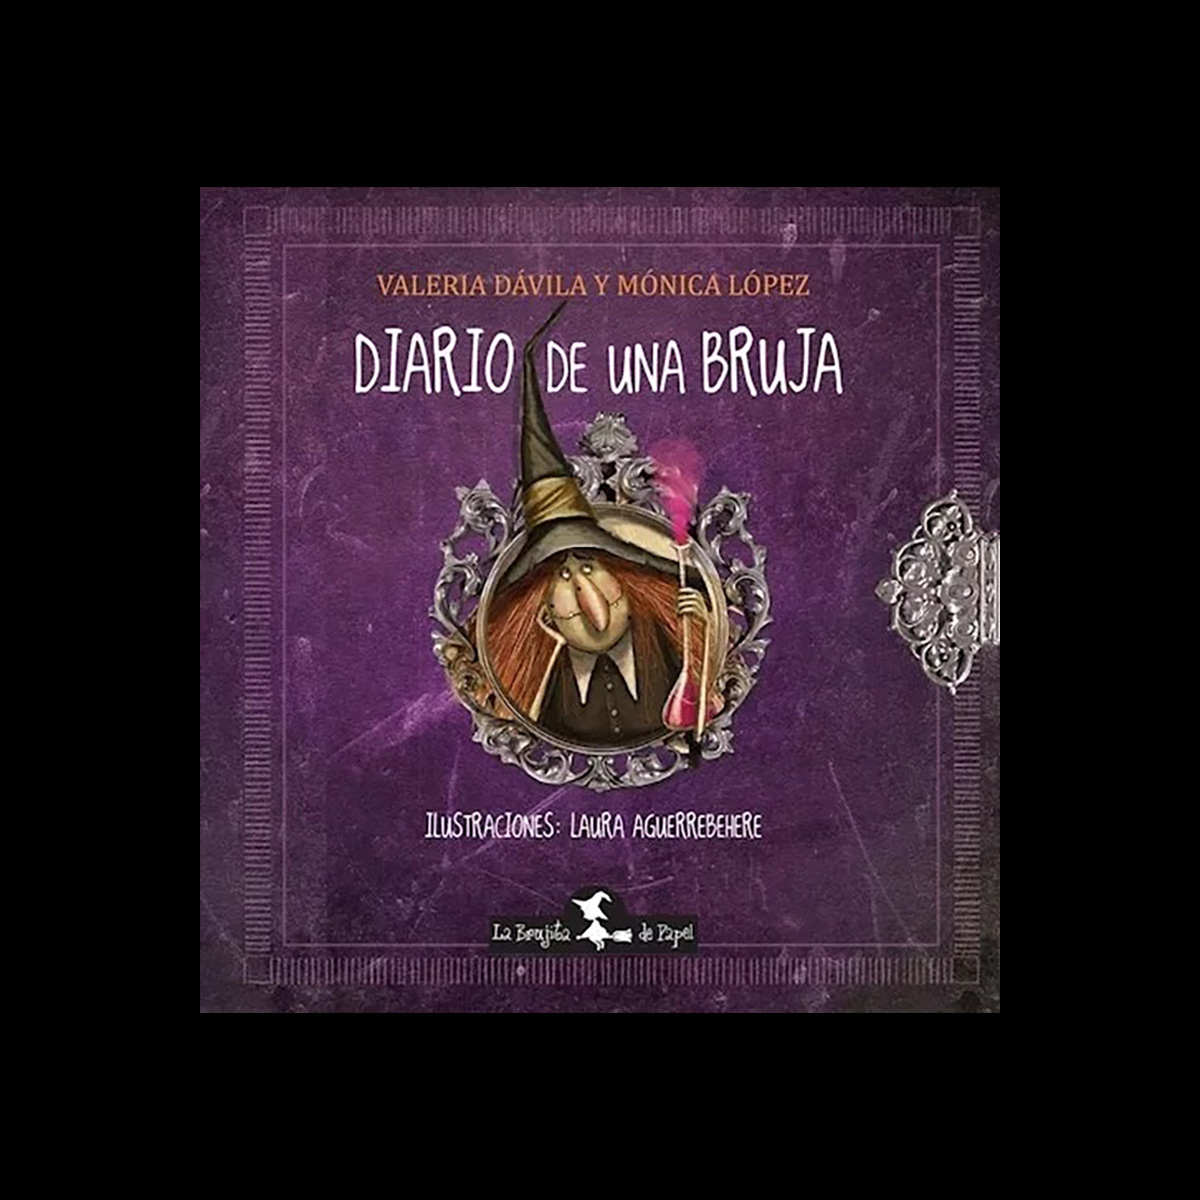 VALERIA DÁVILA Y MÓNICA LÓPEZ
DIARIO DE UNA BRUJA
ILUSTRACIONES: LAURA AGUERREBEHERE
La Brujita de Papel